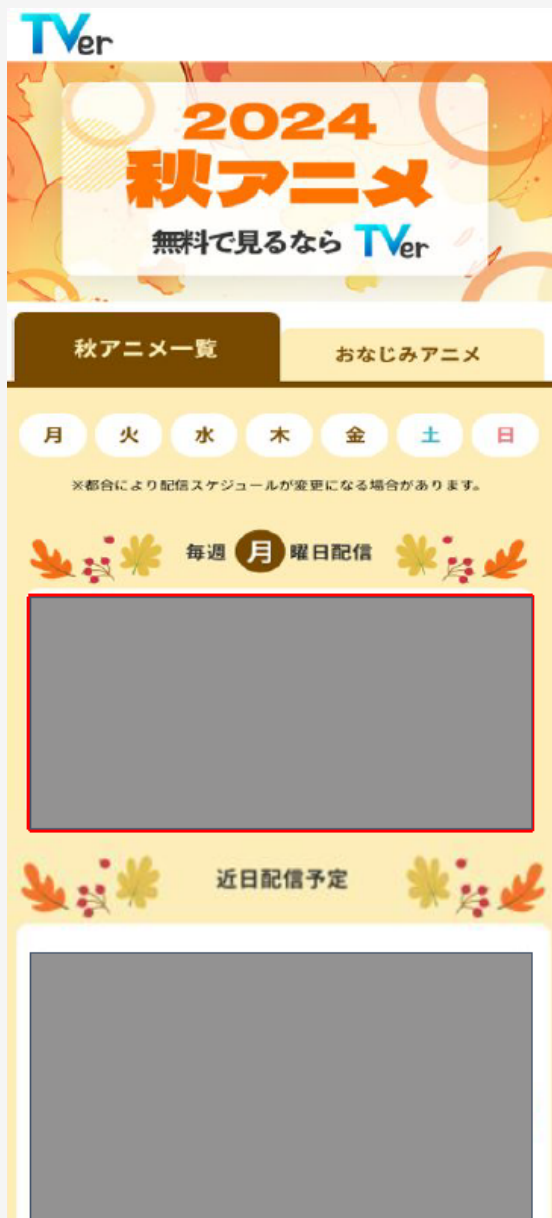 TVer
2024
秋アニメ
無料で見るなら TVer
秋アニメ一覧
おなじみアニメ
月 火 水 木 金 土 日
※都合により配信スケジュールが変更になる場合があります。
毎週 月 曜日配信
近日配信予定